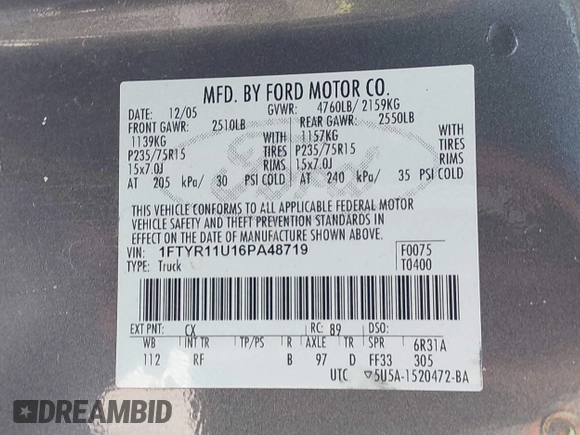 MFD. BY FORD MOTOR CO.
DATE: 12/05 GVWR: 4760LB/ 2159KG
FRONT GAWR: 2510LB REAR GAWR: 2550LB
1139KG WITH 1157KG WITH
P235/75R15 TIRES P235/75R15 TIRES
15x7.0J RIMS 15x7.0J RIMS
AT 205 kPa/ 30 PSI COLD AT 240 kPa/ 35 PSI COLD
THIS VEHICLE CONFORMS TO ALL APPLICABLE FEDERAL MOTOR
VEHICLE SAFETY AND THEFT PREVENTION STANDARDS IN
EFFECT ON THE DATE OF MANUFACTURE SHOWN ABOVE.
VIN: 1FTYR11U16PA48719 F0075
TYPE: Truck T0400
EXT PNT: CX RC: 89 DSO:
WB INT TR TP/PS R AXLE TR SPR 6R31A
112 RF B 97 D FF33 305
UTC ▽5U5A-1520472-BA
Ford
DREAMBID